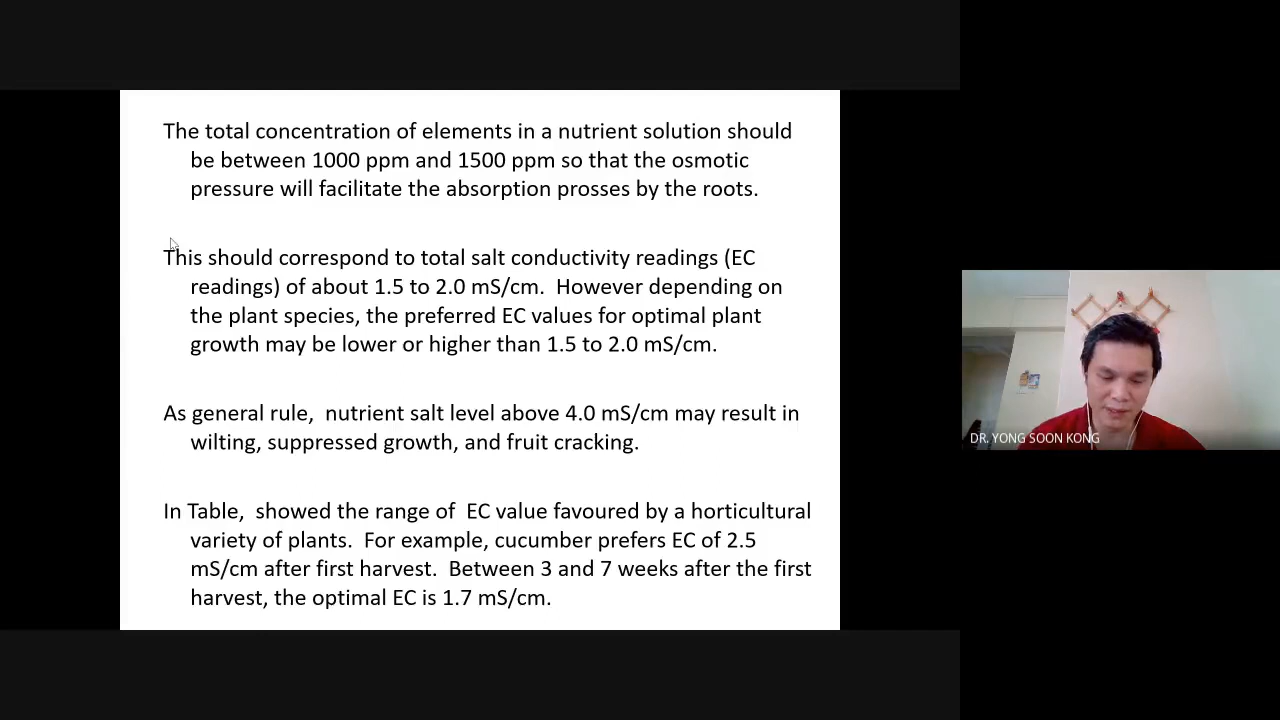 The total concentration of elements in a nutrient solution should
be between 1000 ppm and 1500 ppm so that the osmotic
pressure will facilitate the absorption prosses by the roots.
This should correspond to total salt conductivity readings (EC
readings) of about 1.5 to 2.0 mS/cm.  However depending on
the plant species, the preferred EC values for optimal plant
growth may be lower or higher than 1.5 to 2.0 mS/cm.
As general rule,  nutrient salt level above 4.0 mS/cm may result in
wilting, suppressed growth, and fruit cracking.
In Table,  showed the range of  EC value favoured by a horticultural
variety of plants.  For example, cucumber prefers EC of 2.5
mS/cm after first harvest.  Between 3 and 7 weeks after the first
harvest, the optimal EC is 1.7 mS/cm.
DR. YONG SOON KONG